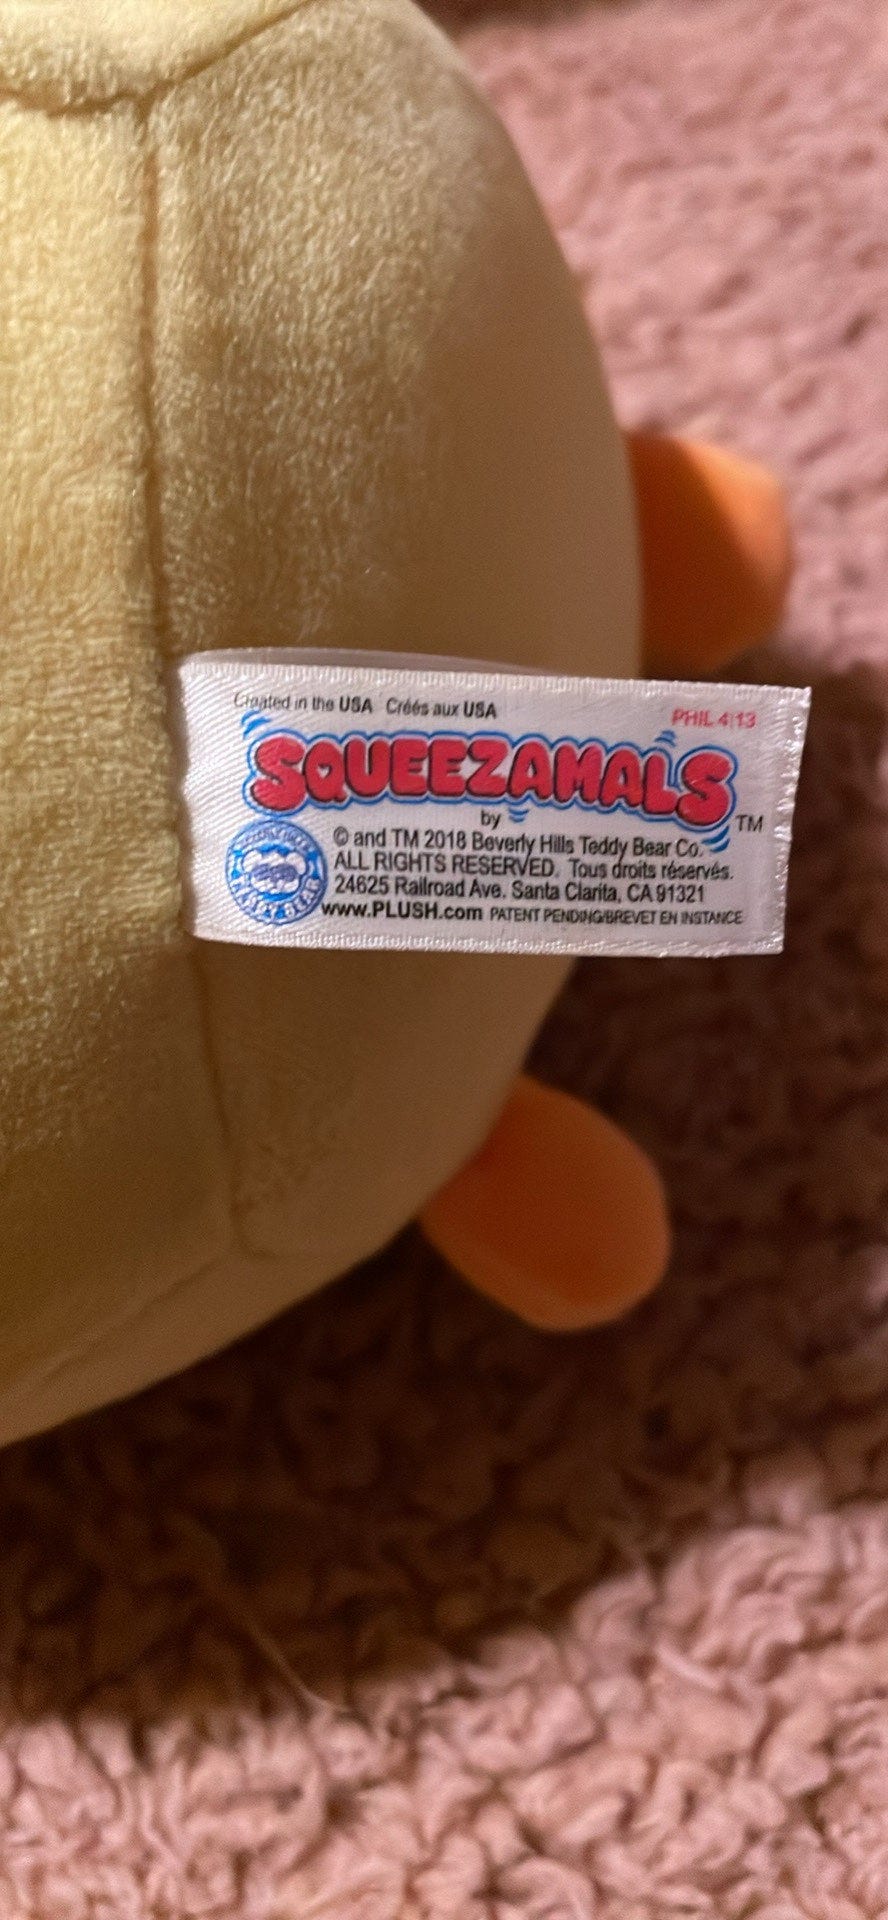 Created in the USA Créés aux USA
PHIL 4:13
SQUEEZAMALS
by
TM
© and TM 2018 Beverly Hills Teddy Bear Co.
ALL RIGHTS RESERVED. Tous droits réservés.
24625 Railroad Ave. Santa Clarita, CA 91321
www.PLUSH.com PATENT PENDING/BREVET EN INSTANCE